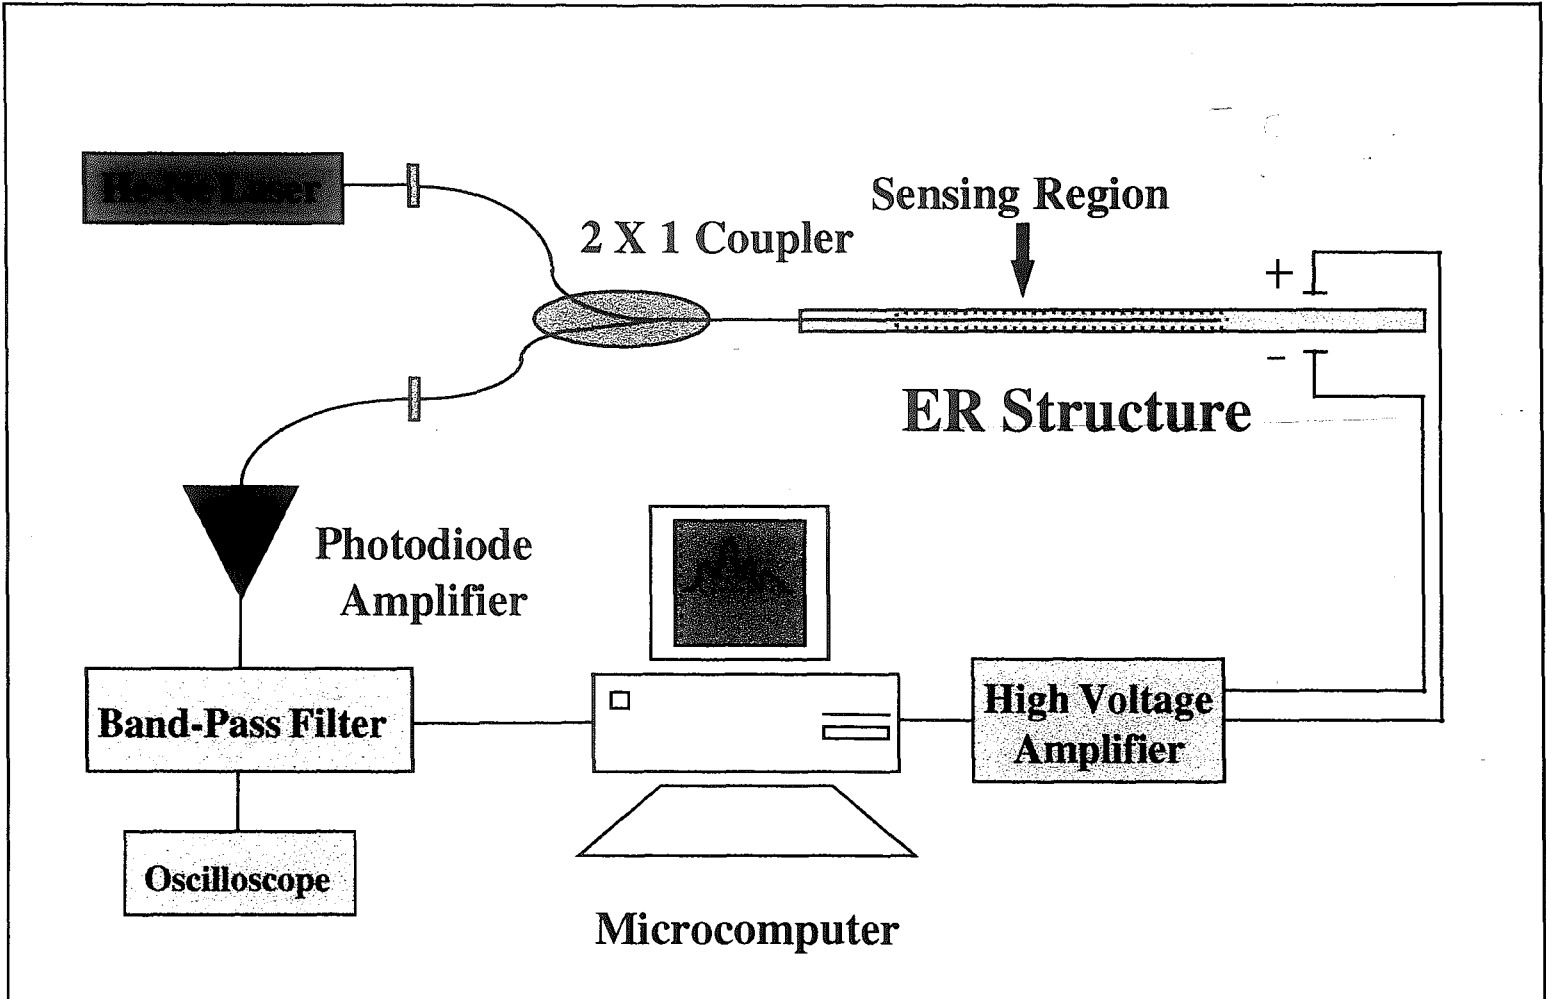 He-Ne Laser
Sensing Region
2 X 1 Coupler
+
−
ER Structure
Photodiode
Amplifier
Band-Pass Filter
High Voltage
Amplifier
Oscilloscope
Microcomputer